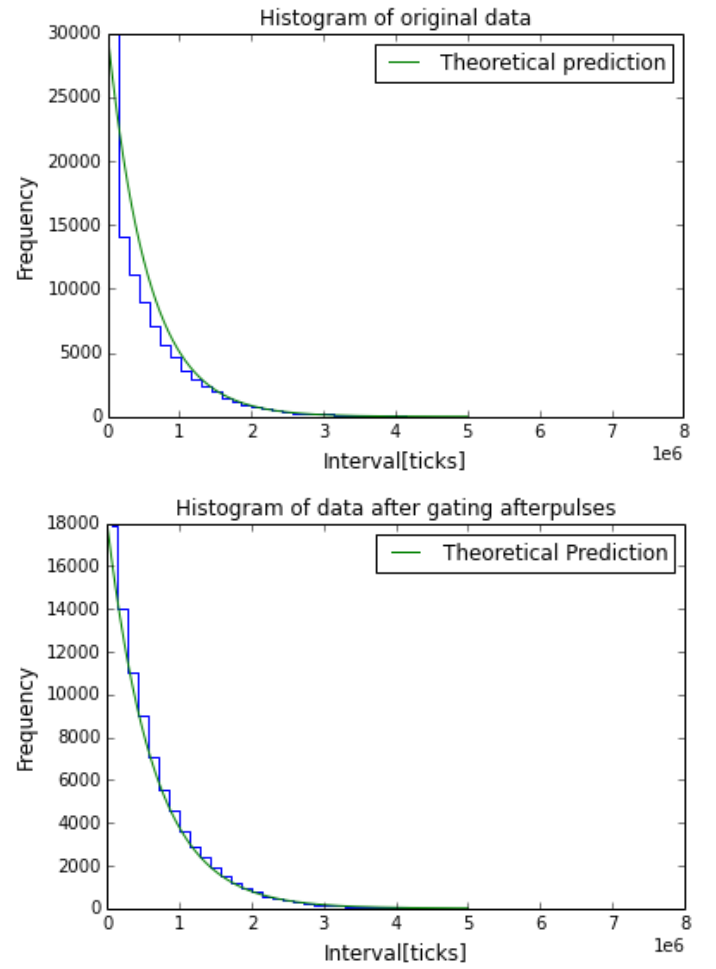 Histogram of original data
30000
25000
20000
15000
10000
5000
0
Frequency
Theoretical prediction
0 1 2 3 4 5 6 7 8
1e6
Interval[ticks]
Histogram of data after gating afterpulses
18000
16000
14000
12000
10000
8000
6000
4000
2000
0
Frequency
Theoretical Prediction
0 1 2 3 4 5 6 7 8
1e6
Interval[ticks]